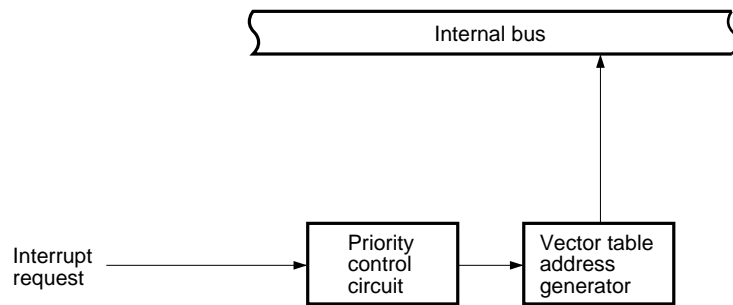 Internal bus
Interrupt
request
Priority
control
circuit
Vector table
address
generator